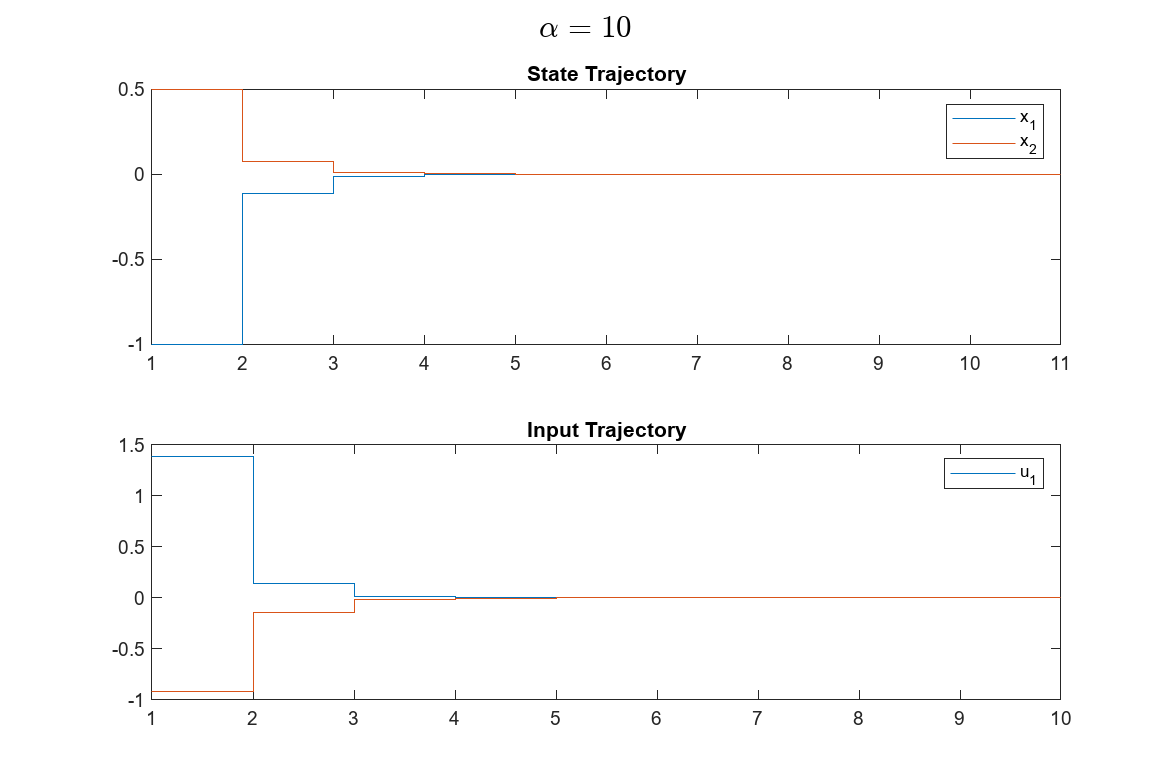 α = 10
State Trajectory
0.5
0
-0.5
-1
x₁
x₂
1 2 3 4 5 6 7 8 9 10 11
Input Trajectory
1.5
1
0.5
0
-0.5
-1
u₁
1 2 3 4 5 6 7 8 9 10